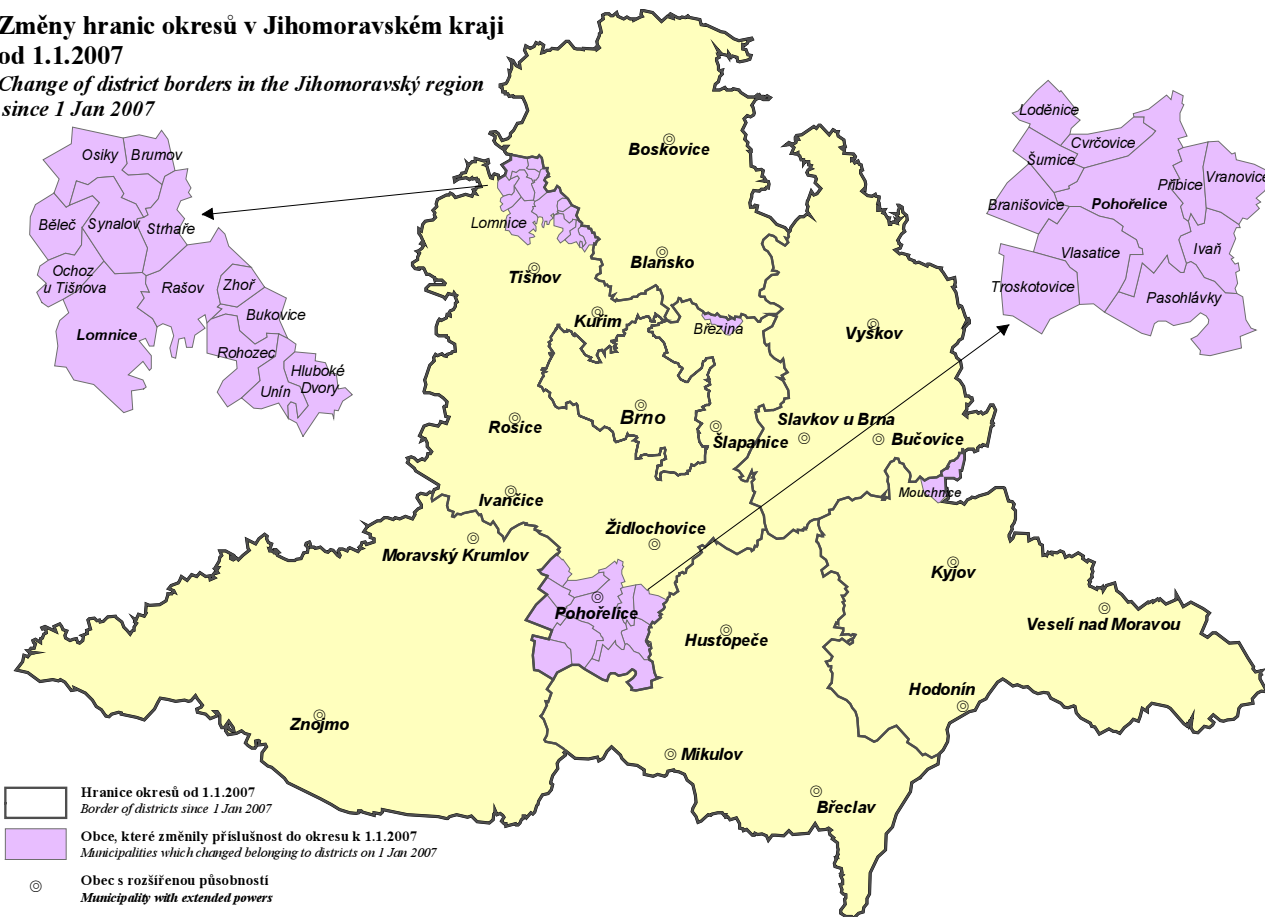 Změny hranic okresů v Jihomoravském kraji
od 1.1.2007
Change of district borders in the Jihomoravský region
since 1 Jan 2007
Osiky
Brumov
Běleč
Synalov
Strhaře
Ochoz
u Tišnova
Rašov
Zhoř
Lomnice
Bukovice
Rohozec
Unín
Hluboké
Dvory
Loděnice
Cvrčovice
Šumice
Přibice
Vranovice
Branišovice
Pohořelice
Vlasatice
Ivaň
Troskotovice
Pasohlávky
Boskovice
Lomnice
Blansko
Tišnov
Kuřim
Březina
Vyškov
Brno
Rosice
Šlapanice
Slavkov u Brna
Bučovice
Ivančice
Mouchnice
Židlochovice
Moravský Krumlov
Kyjov
Pohořelice
Veselí nad Moravou
Hustopeče
Hodonín
Znojmo
Mikulov
Břeclav
Hranice okresů od 1.1.2007
Border of districts since 1 Jan 2007
Obce, které změnily příslušnost do okresu k 1.1.2007
Municipalities which changed belonging to districts on 1 Jan 2007
Obec s rozšířenou působností
Municipality with extended powers